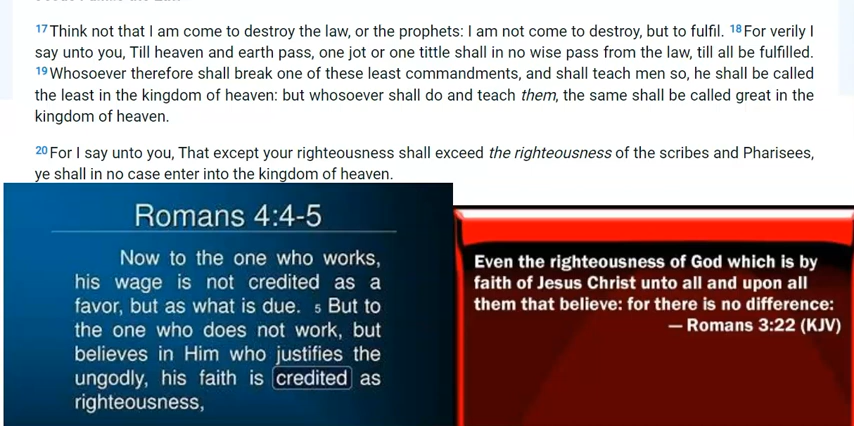 17 Think not that I am come to destroy the law, or the prophets: I am not come to destroy, but to fulfil. 18 For verily I
say unto you, Till heaven and earth pass, one jot or one tittle shall in no wise pass from the law, till all be fulfilled.
19 Whosoever therefore shall break one of these least commandments, and shall teach men so, he shall be called
the least in the kingdom of heaven: but whosoever shall do and teach them, the same shall be called great in the
kingdom of heaven.
20 For I say unto you, That except your righteousness shall exceed the righteousness of the scribes and Pharisees,
ye shall in no case enter into the kingdom of heaven.
Romans 4:4-5
Now to the one who works,
his wage is not credited as a
favor, but as what is due. 5 But to
the one who does not work, but
believes in Him who justifies the
ungodly, his faith is credited as
righteousness,
Even the righteousness of God which is by
faith of Jesus Christ unto all and upon all
them that believe: for there is no difference:
— Romans 3:22 (KJV)